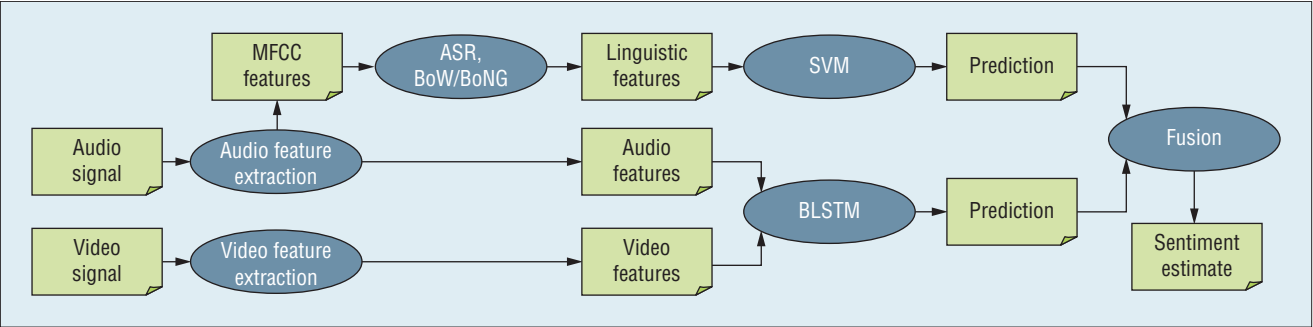 MFCC
features
ASR,
BoW/BoNG
Linguistic
features
SVM
Prediction
Audio
signal
Audio feature
extraction
Audio
features
Fusion
BLSTM
Prediction
Video
signal
Video feature
extraction
Video
features
Sentiment
estimate